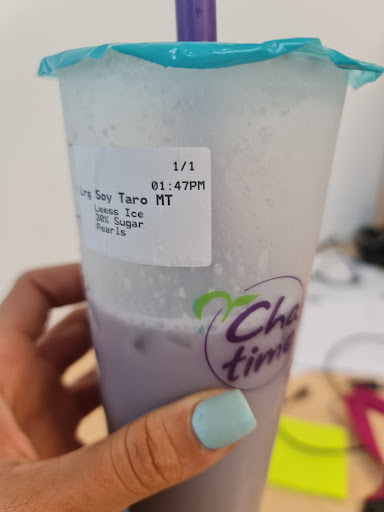 1/1
01:47PM
Lrg Soy Taro MT
Leess Ice
30% Sugar
Pearls
Cha
time